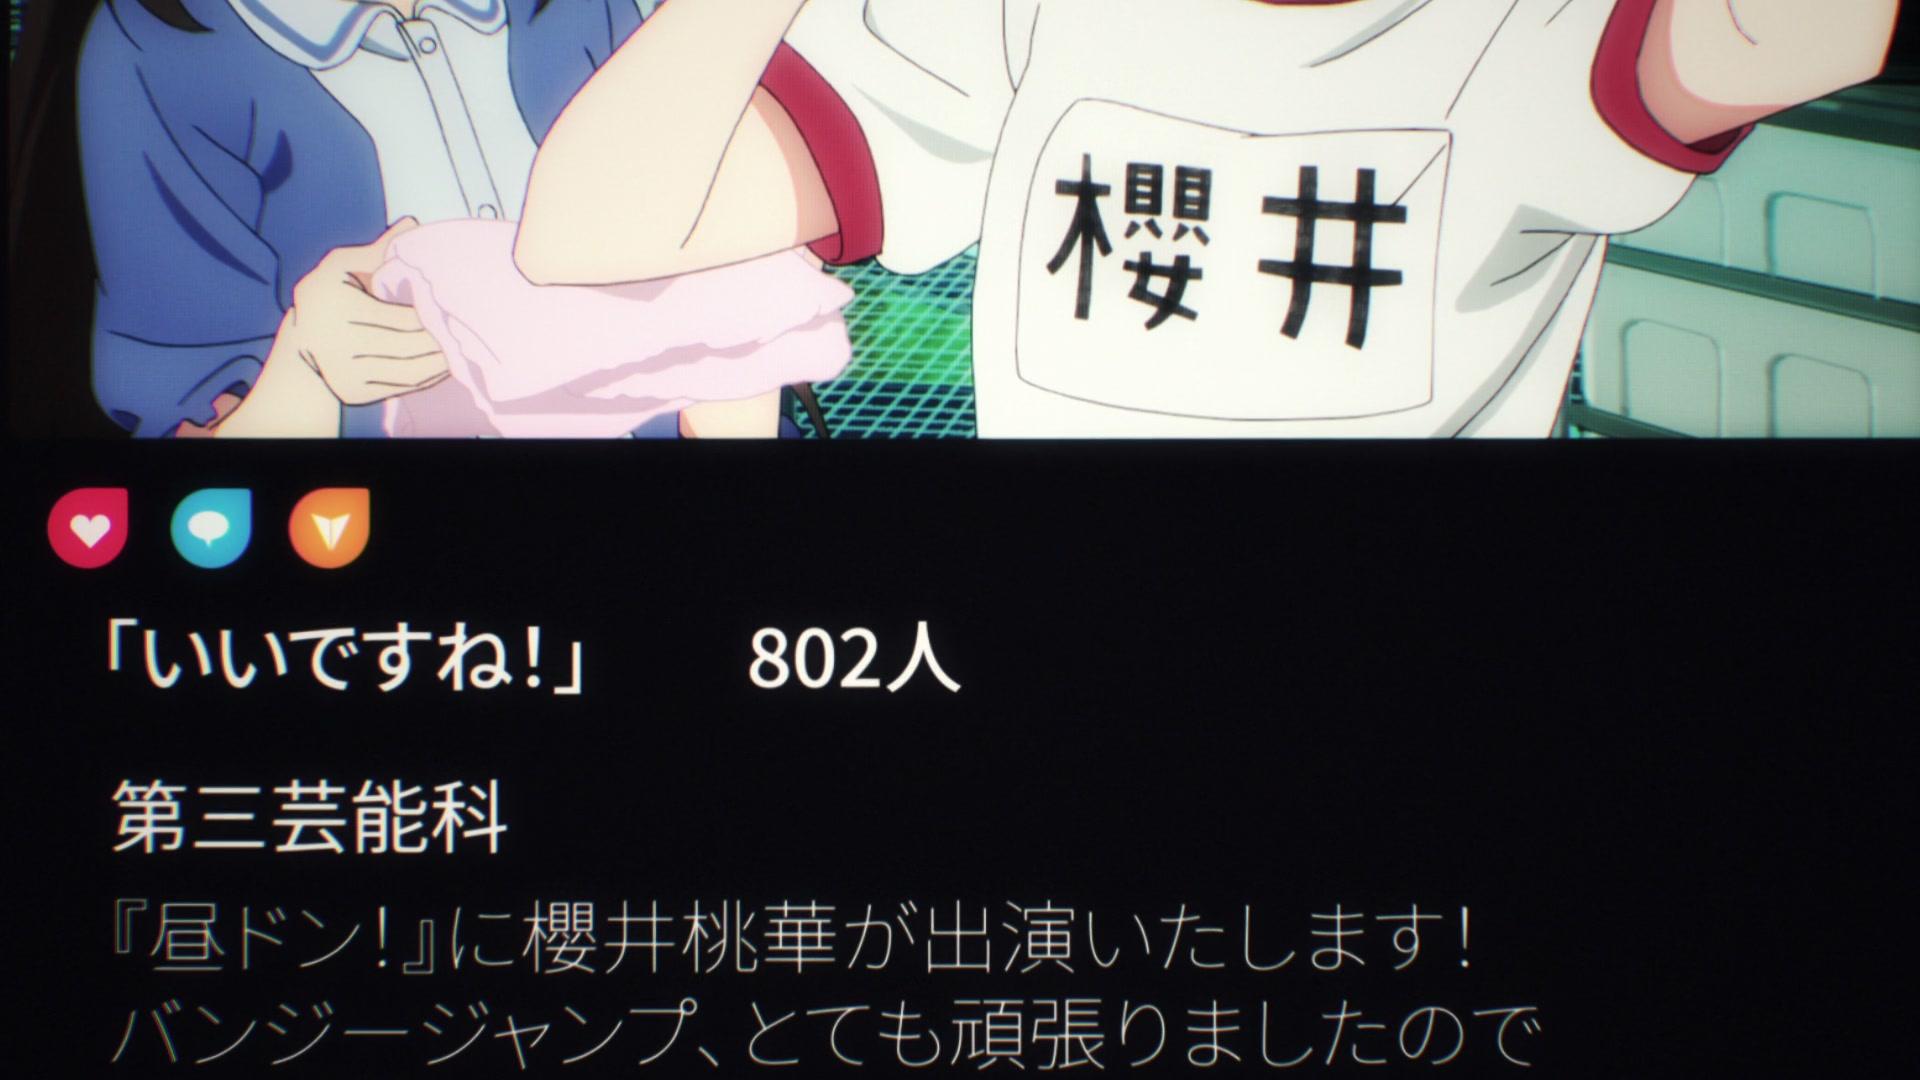 櫻井
「いいですね!」 802人
第三芸能科
『昼ドン!』に櫻井桃華が出演いたします!
バンジージャンプ、とても頑張りましたので